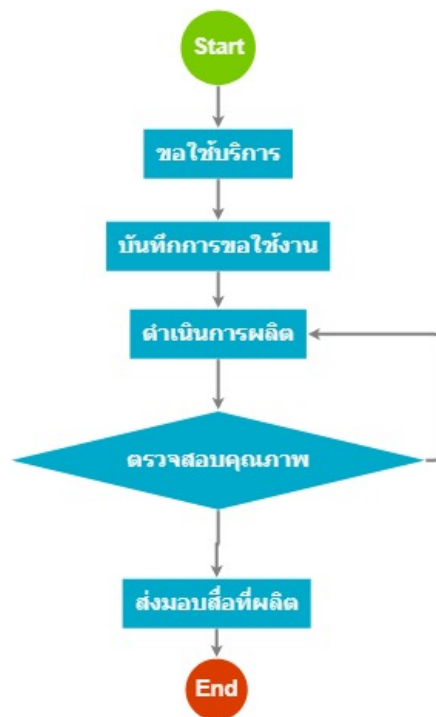 Start
ขอใช้บริการ
บันทึกการขอใช้งาน
ดำเนินการผลิต
ตรวจสอบคุณภาพ
ส่งมอบสื่อที่ผลิต
End